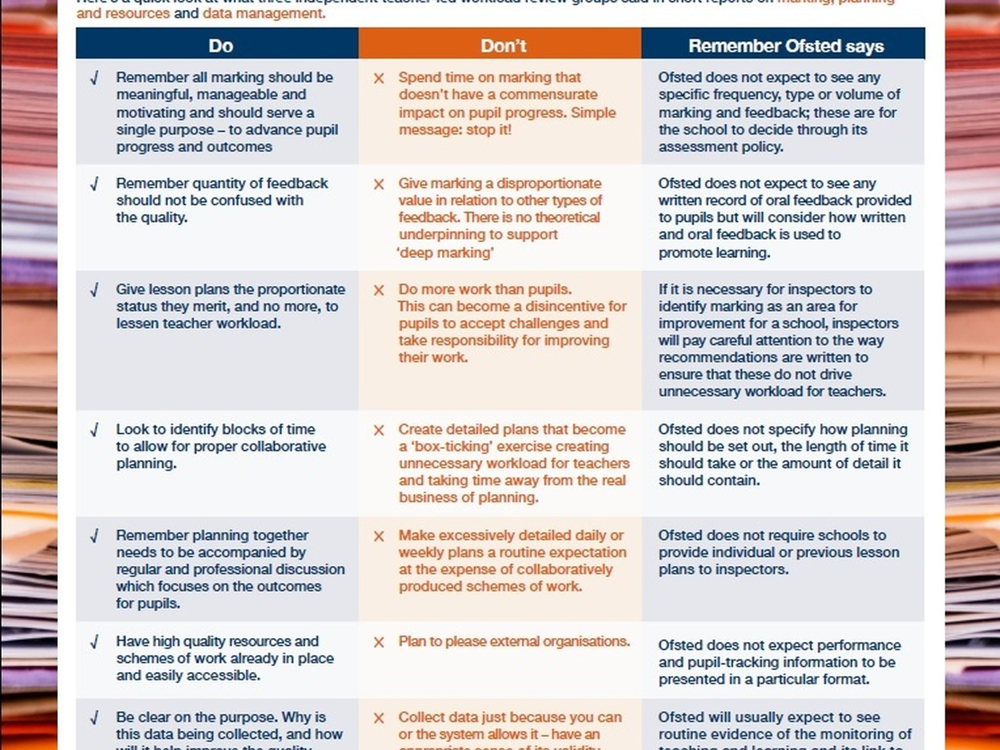 Here's a quick look at what three independent teacher-led workload review groups said in short reports on marking, planning
and resources and data management.
Do
Don't
Remember Ofsted says
√ Remember all marking should be
meaningful, manageable and
motivating and should serve a
single purpose – to advance pupil
progress and outcomes
X Spend time on marking that
doesn't have a commensurate
impact on pupil progress. Simple
message: stop it!
Ofsted does not expect to see any
specific frequency, type or volume of
marking and feedback; these are for
the school to decide through its
assessment policy.
√ Remember quantity of feedback
should not be confused with
the quality.
X Give marking a disproportionate
value in relation to other types of
feedback. There is no theoretical
underpinning to support
‘deep marking’
Ofsted does not expect to see any
written record of oral feedback provided
to pupils but will consider how written
and oral feedback is used to
promote learning.
√ Give lesson plans the proportionate
status they merit, and no more, to
lessen teacher workload.
X Do more work than pupils.
This can become a disincentive for
pupils to accept challenges and
take responsibility for improving
their work.
If it is necessary for inspectors to
identify marking as an area for
improvement for a school, inspectors
will pay careful attention to the way
recommendations are written to
ensure that these do not drive
unnecessary workload for teachers.
√ Look to identify blocks of time
to allow for proper collaborative
planning.
X Create detailed plans that become
a ‘box-ticking’ exercise creating
unnecessary workload for teachers
and taking time away from the real
business of planning.
Ofsted does not specify how planning
should be set out, the length of time it
should take or the amount of detail it
should contain.
√ Remember planning together
needs to be accompanied by
regular and professional discussion
which focuses on the outcomes
for pupils.
X Make excessively detailed daily or
weekly plans a routine expectation
at the expense of collaboratively
produced schemes of work.
Ofsted does not require schools to
provide individual or previous lesson
plans to inspectors.
√ Have high quality resources and
schemes of work already in place
and easily accessible.
X Plan to please external organisations.
Ofsted does not expect performance
and pupil-tracking information to be
presented in a particular format.
√ Be clear on the purpose. Why is
this data being collected, and how
will it help improve the quality
X Collect data just because you can
or the system allows it – have an
appropriate sense of its validity
Ofsted will usually expect to see
routine evidence of the monitoring of
teaching and learning and its link to